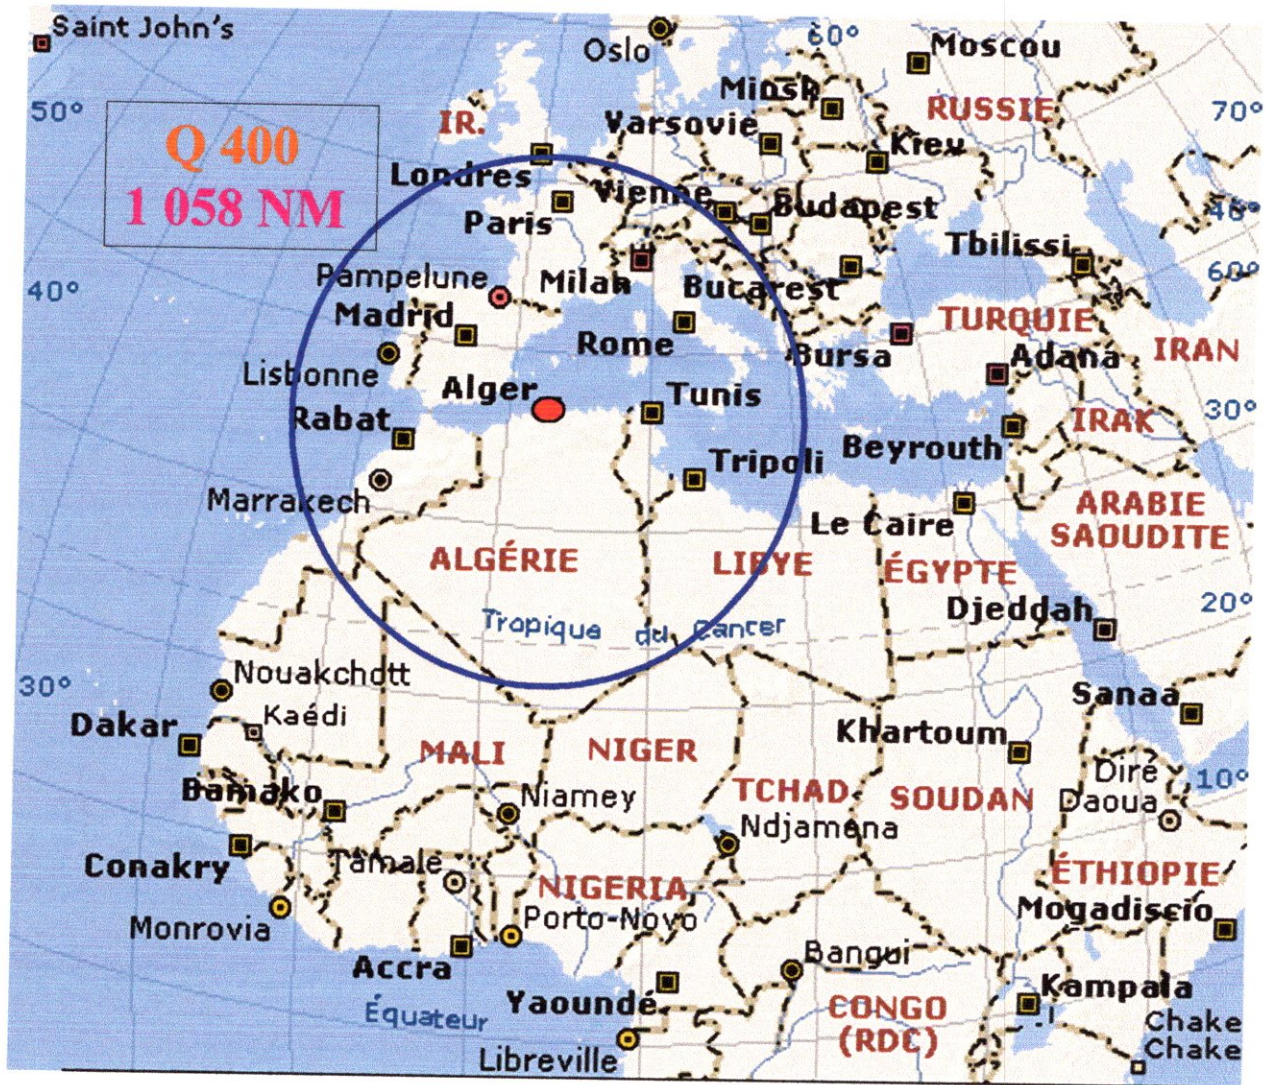 Saint John's
Oslo
60°
Moscou
50°
Minsk
70°
IR.
RUSSIE
Q 400
Varsovie
Kiev
1 058 NM
Londres
Vienne
Budapest
40°
Paris
Tbilissi
60°
Pampelune
Milan
Bucarest
40°
Madrid
TURQUIE
Rome
Bursa
Adana
IRAN
Lisbonne
Alger
Tunis
30°
Rabat
IRAK
Beyrouth
Tripoli
Marrakech
Le Caire
ARABIE
SAOUDITE
ALGÉRIE
LIBYE
ÉGYPTE
Djeddah
20°
Tropique du Cancer
Nouakchott
30°
Sanaa
Kaédi
Dakar
Khartoum
MALI
NIGER
Diré
Daoua
10°
Bamako
Niamey
TCHAD
SOUDAN
Ndjamena
Conakry
Tamale
NIGERIA
ÉTHIOPIE
Porto-Novo
Mogadiscio
Monrovia
Accra
Bangui
Yaoundé
Kampala
Équateur
CONGO
(RDC)
Chake
Chake
Libreville